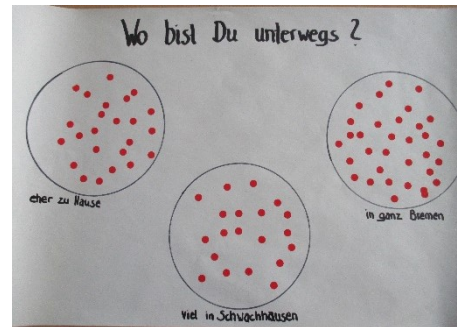 Wo bist Du unterwegs?
eher zu Hause
in ganz Bremen
viel in Schwachhausen